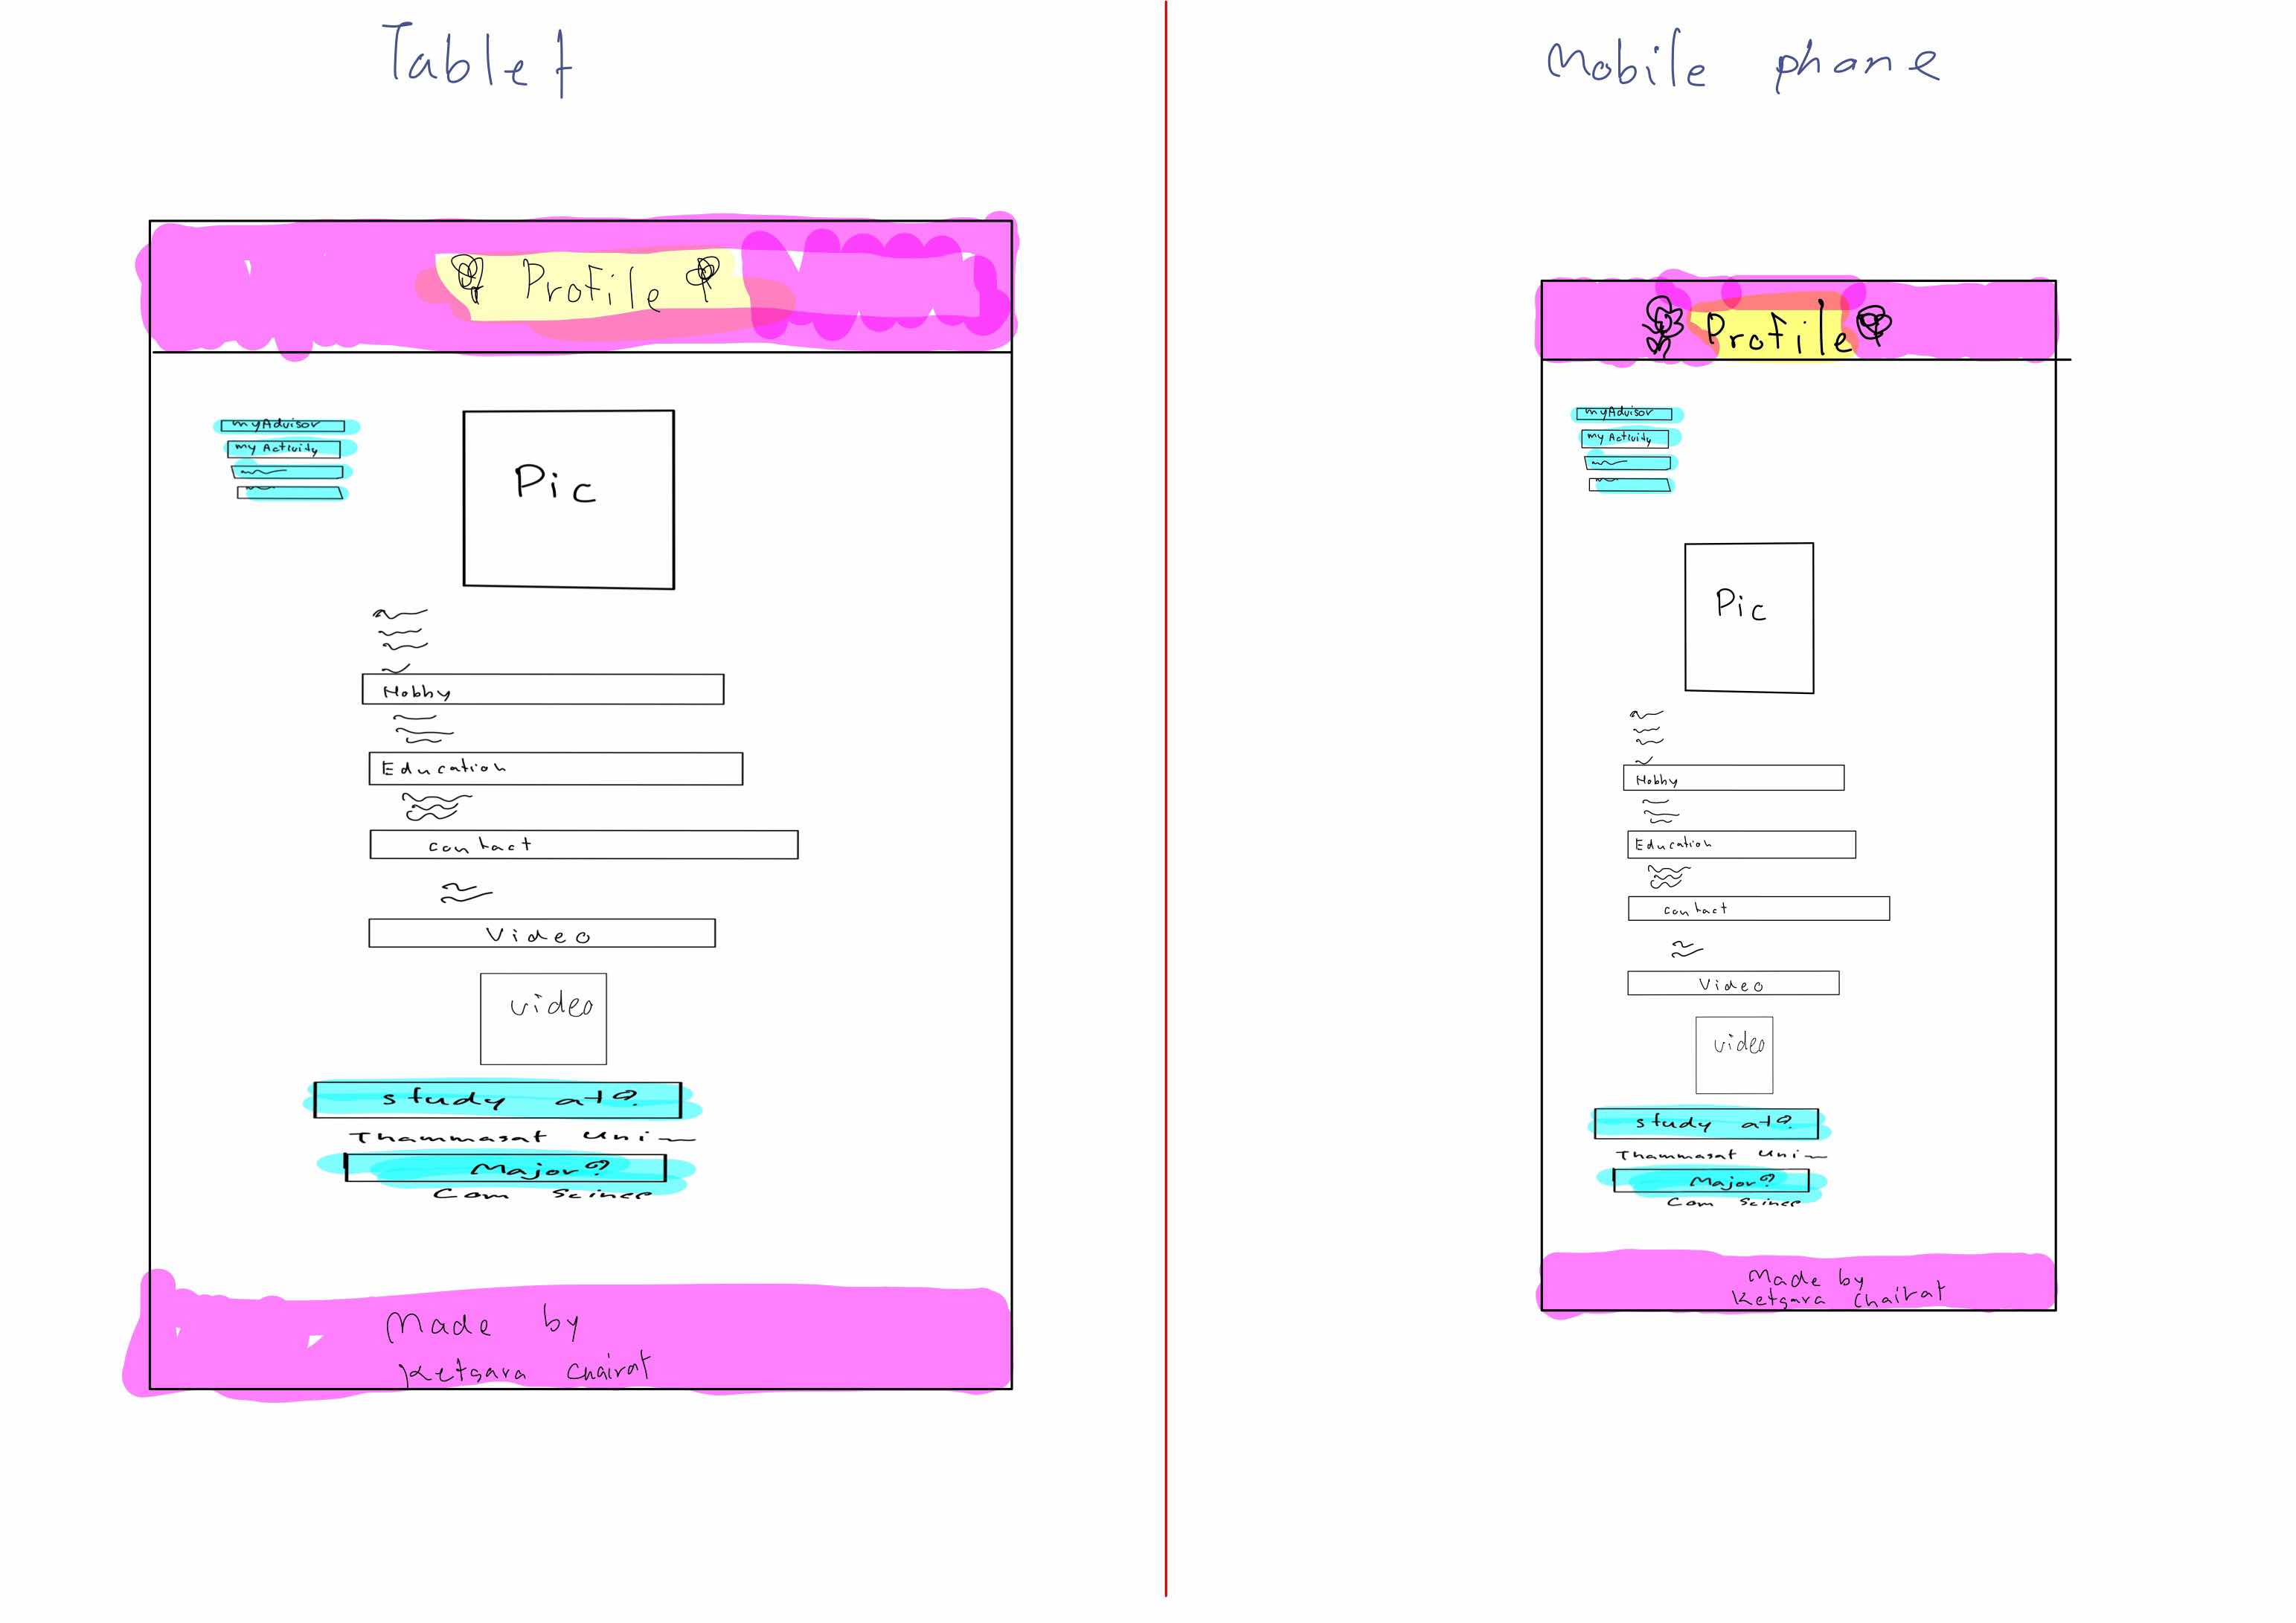 Tablet
Profile
myAdvisor
my Activity
Pic
Hobby
Education
contact
Video
video
study at?
Thammasat Uni
Major?
Com Scince
Made by
Ketsara Chairat
Mobile phane
Profile
myAdvisor
my Activity
Pic
Hobby
Education
contact
Video
video
study at?
Thammasat Uni
Major?
Com Scince
Made by
Ketsara Chairat